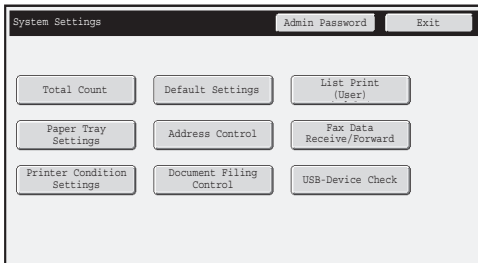 System Settings
Admin Password
Exit
Total Count
Default Settings
List Print
(User)
Paper Tray
Settings
Address Control
Fax Data
Receive/Forward
Printer Condition
Settings
Document Filing
Control
USB-Device Check